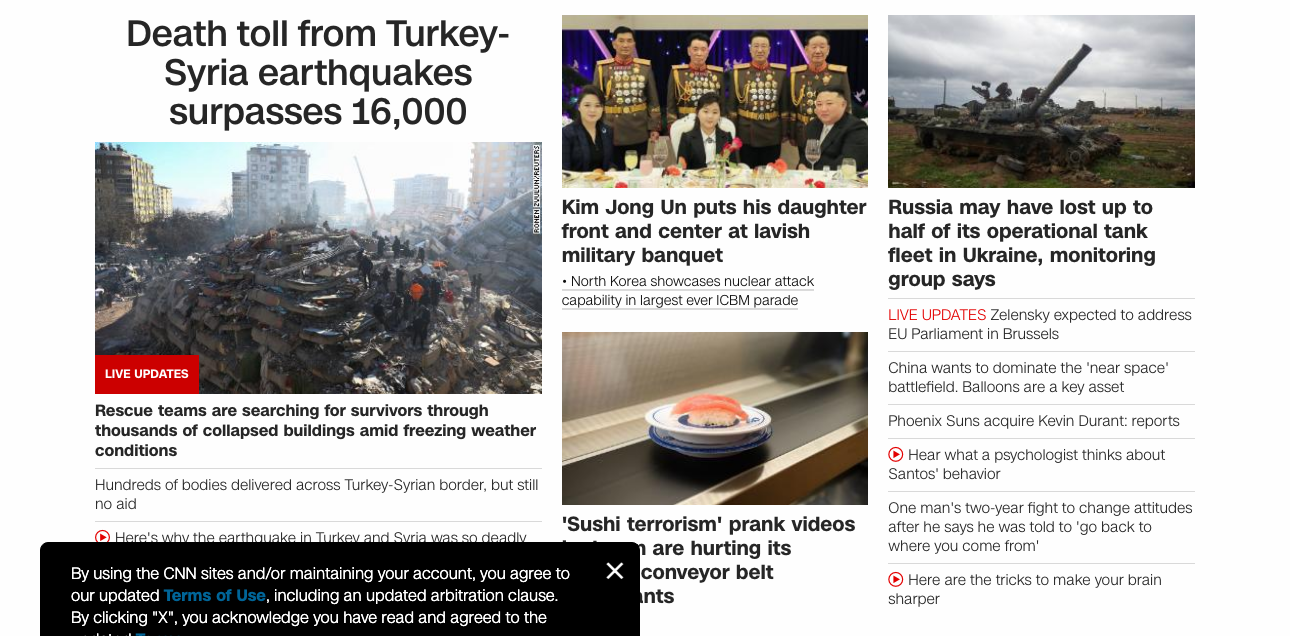 Death toll from Turkey-
Syria earthquakes
surpasses 16,000
RONEN ZVULUN/REUTERS
LIVE UPDATES
Rescue teams are searching for survivors through
thousands of collapsed buildings amid freezing weather
conditions
Hundreds of bodies delivered across Turkey-Syrian border, but still
no aid
Here's why the earthquake in Turkey and Syria was so deadly
By using the CNN sites and/or maintaining your account, you agree to
our updated Terms of Use, including an updated arbitration clause.
By clicking "X", you acknowledge you have read and agreed to the
Kim Jong Un puts his daughter
front and center at lavish
military banquet
• North Korea showcases nuclear attack
capability in largest ever ICBM parade
'Sushi terrorism' prank videos
are hurting its
conveyor belt
Russia may have lost up to
half of its operational tank
fleet in Ukraine, monitoring
group says
LIVE UPDATES Zelensky expected to address
EU Parliament in Brussels
China wants to dominate the 'near space'
battlefield. Balloons are a key asset
Phoenix Suns acquire Kevin Durant: reports
Hear what a psychologist thinks about
Santos' behavior
One man's two-year fight to change attitudes
after he says he was told to 'go back to
where you come from'
Here are the tricks to make your brain
sharper